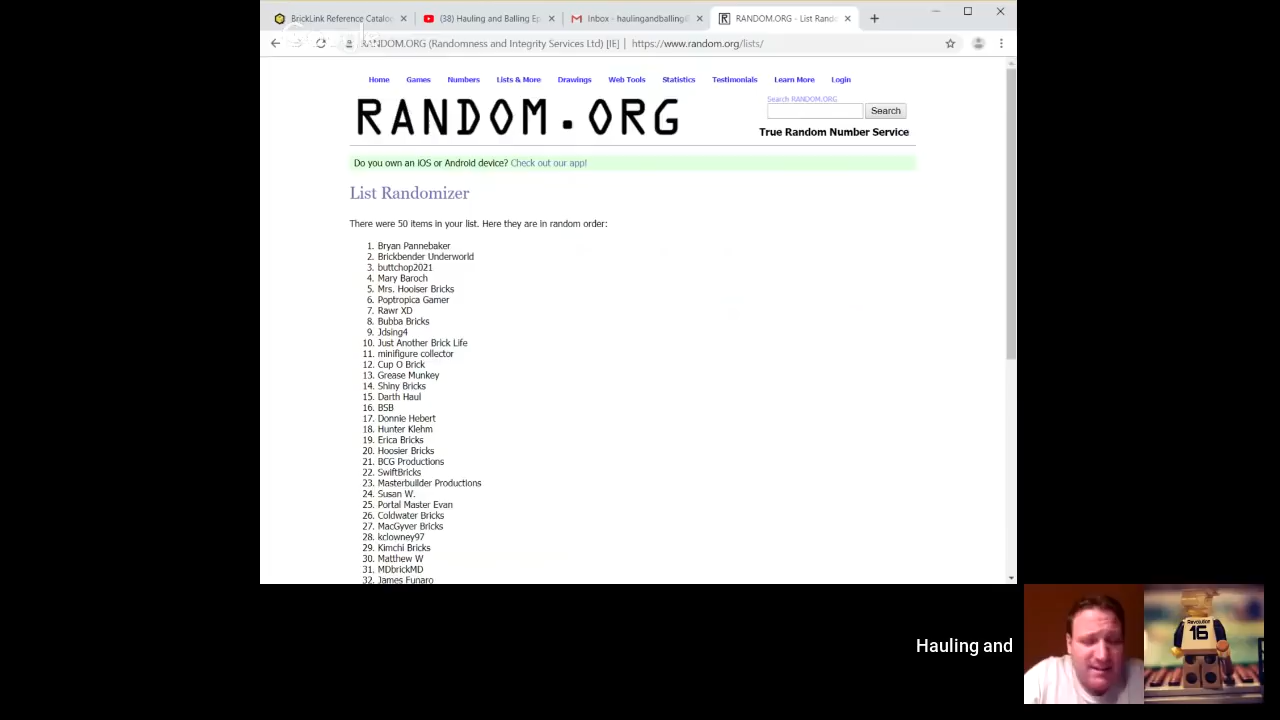 BrickLink Reference Catalo
(38) Hauling and Balling Ep
Inbox - haulingandballing@
RANDOM.ORG - List Rand
RANDOM.ORG (Randomness and Integrity Services Ltd) [IE] | https://www.random.org/lists/
Home Games Numbers Lists & More Drawings Web Tools Statistics Testimonials Learn More Login
RANDOM.ORG
Search RANDOM.ORG
Search
True Random Number Service
Do you own an iOS or Android device? Check out our app!
List Randomizer
There were 50 items in your list. Here they are in random order:
1. Bryan Pannebaker
2. Brickbender Underworld
3. buttchop2021
4. Mary Baroch
5. Mrs. Hooiser Bricks
6. Poptropica Gamer
7. Rawr XD
8. Bubba Bricks
9. Jdsing4
10. Just Another Brick Life
11. minifigure collector
12. Cup O Brick
13. Grease Munkey
14. Shiny Bricks
15. Darth Haul
16. BSB
17. Donnie Hebert
18. Hunter Klehm
19. Erica Bricks
20. Hoosier Bricks
21. BCG Productions
22. SwiftBricks
23. Masterbuilder Productions
24. Susan W.
25. Portal Master Evan
26. Coldwater Bricks
27. MacGyver Bricks
28. kclowney97
29. Kimchi Bricks
30. Matthew W
31. MDbrickMD
32. James Funaro
Hauling and
Revolution
16